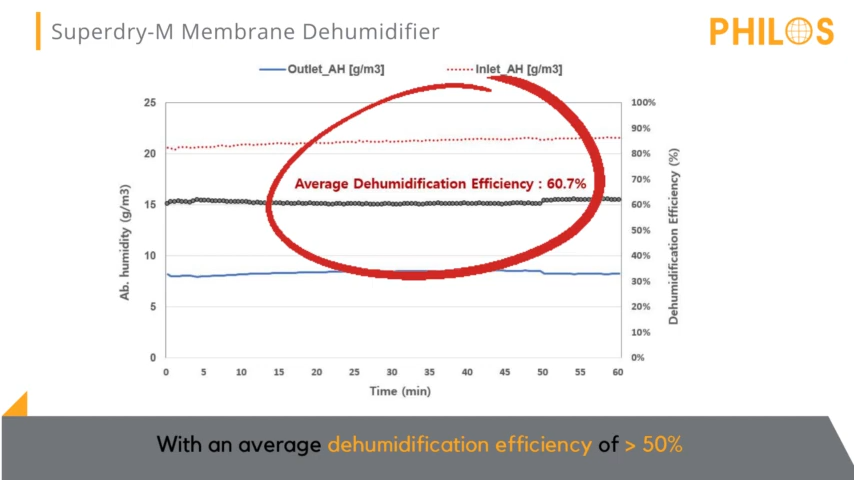 Superdry-M Membrane Dehumidifier
PHILOS
Outlet_AH [g/m3]
Inlet_AH [g/m3]
25
20
15
10
5
0
Ab. humidity (g/m3)
100%
90%
80%
70%
60%
50%
40%
30%
20%
10%
0%
Dehumidification Efficiency (%)
Average Dehumidification Efficiency : 60.7%
0 5 10 15 20 25 30 35 40 45 50 55 60
Time (min)
With an average dehumidification efficiency of > 50%